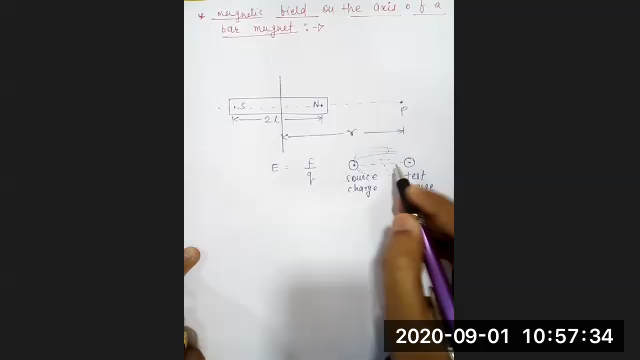 * magnetic field on the axis of a
bar magnet :->
S N
P
2l
r
E = F
q
source test
charge
2020-09-01 10:57:34